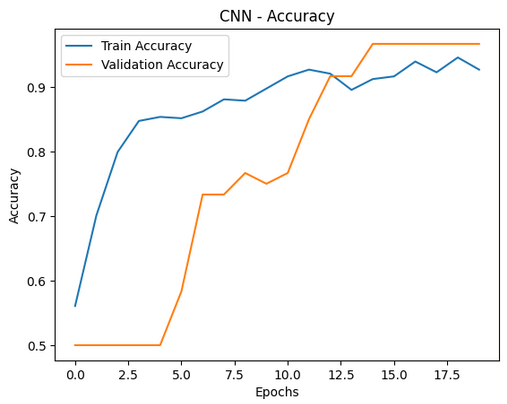 CNN - Accuracy
Train Accuracy
Validation Accuracy
Accuracy
0.9
0.8
0.7
0.6
0.5
0.0 2.5 5.0 7.5 10.0 12.5 15.0 17.5
Epochs